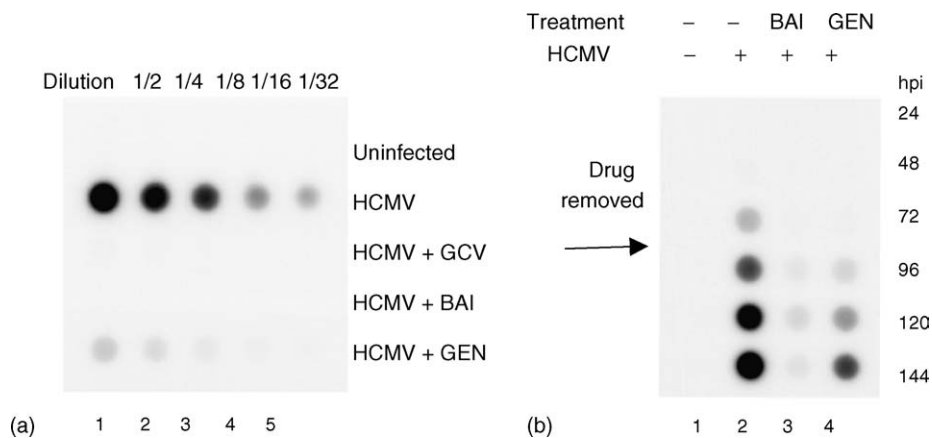 Dilution 1/2 1/4 1/8 1/16 1/32
Uninfected
HCMV
HCMV + GCV
HCMV + BAI
HCMV + GEN
(a) 1 2 3 4 5
Treatment – – BAI GEN
HCMV – + + +
hpi
24
48
Drug
removed
72
96
120
144
(b) 1 2 3 4